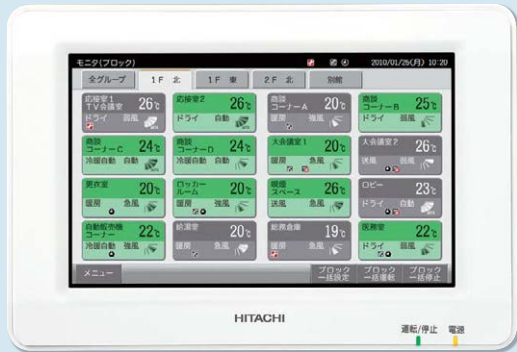 モニタ(ブロック)
2010/01/25(月) 10:20
全グループ
1F 北
1F 東
2F 北
別館
応接室1
TV会議室
26℃
ドライ 弱風
応接室2
26℃
ドライ 自動
商談
コーナーA
20℃
暖房 強風
商談
コーナーB
25℃
ドライ 弱風
商談
コーナーC
24℃
冷暖自動 自動
商談
コーナーD
24℃
冷暖自動 自動
大会議室1
20℃
暖房 急風
大会議室2
26℃
送風 弱風
更衣室
20℃
暖房 急風
ロッカー
ルーム
20℃
暖房 強風
喫煙
スペース
26℃
送風 急風
ロビー
23℃
ドライ 自動
自動販売機
コーナー
22℃
冷暖自動 強風
給湯室
20℃
暖房 急風
総務倉庫
19℃
暖房 急風
医務室
22℃
ドライ 弱風
メニュー
ブロック
一括設定
ブロック
一括運転
ブロック
一括停止
HITACHI
運転/停止 電源